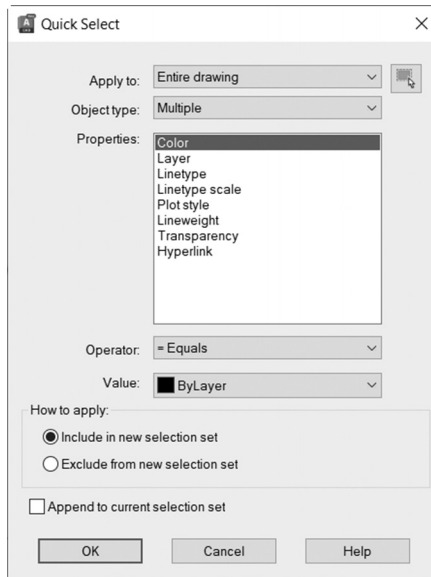 Quick Select
Apply to: Entire drawing
Object type: Multiple
Properties: Color
Layer
Linetype
Linetype scale
Plot style
Lineweight
Transparency
Hyperlink
Operator: = Equals
Value: ByLayer
How to apply:
Include in new selection set
Exclude from new selection set
Append to current selection set
OK Cancel Help